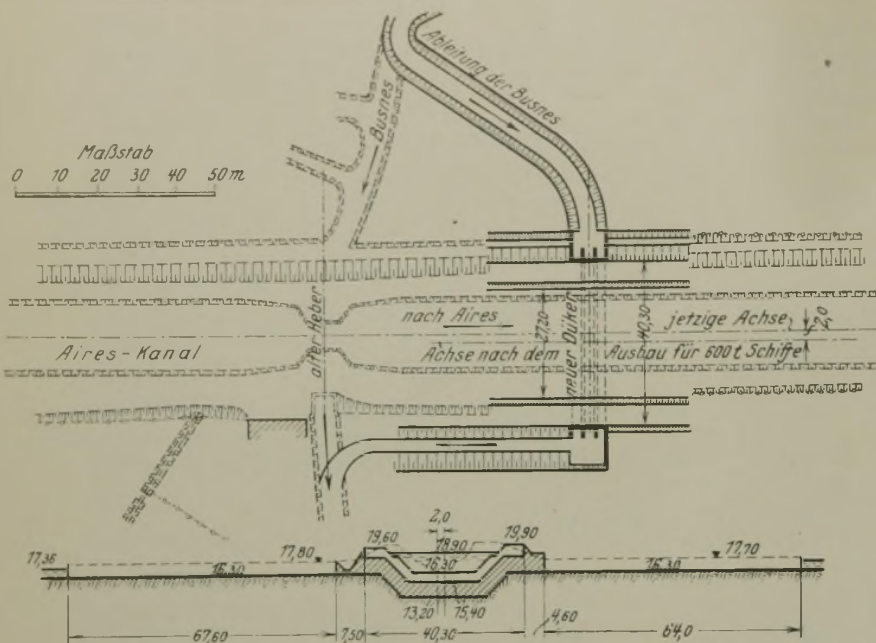 Ableitung der Busnes
Busnes
Maßstab
0 10 20 30 40 50 m
nach Aires
jetzige Achse
2,0
Aires-Kanal
alter Heber
Achse nach dem Ausbau für 600 t Schiffe
27,20
neuer Düker
40,30
2,0
19,60 18,90 19,90
17,36 17,80 17,70
16,30 16,30 16,30
13,20 15,40
4,60
67,60 7,50 40,30 64,0